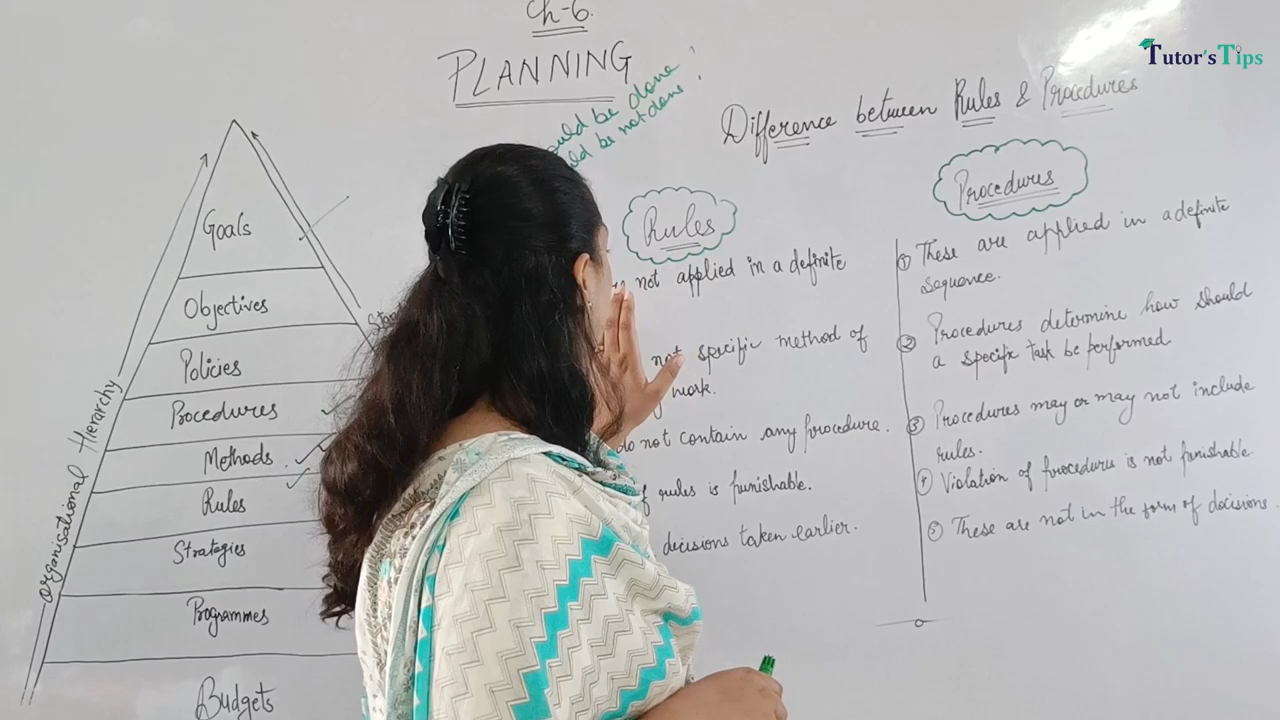 Ch-6.
PLANNING
be done ?
be not done
Tutor'sTips
Difference between Rules & Procedures
Goals
Objectives
Policies
Procedures
Methods
Rules
Strategies
Programmes
Budgets
Organisational Hierarchy
Rules
not applied in a definite
not specific method of
work.
do not contain any procedure.
of rules is punishable.
decisions taken earlier.
Procedures
① These are applied in a definite
sequence.
② Procedures determine how should
a specific task be performed
③ Procedures may or may not include
rules.
④ Violation of procedure is not punishable.
⑤ These are not in the form of decisions